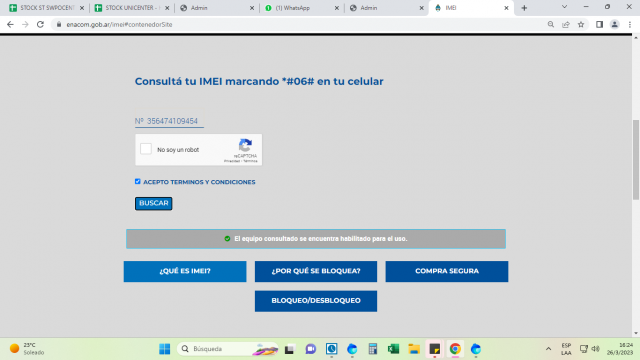 STOCK ST SWPOCENT
STOCK UNICENTER -
Admin
(1) WhatsApp
Admin
IMEI
enacom.gob.ar/imei#contenedorSite
Consultá tu IMEI marcando *#06# en tu celular
Nº 356474109454
No soy un robot
reCAPTCHA
Privacidad - Términos
ACEPTO TERMINOS Y CONDICIONES
BUSCAR
El equipo consultado se encuentra habilitado para el uso.
¿QUÉ ES IMEI?
¿POR QUÉ SE BLOQUEA?
COMPRA SEGURA
BLOQUEO/DESBLOQUEO
23°C
Soleado
Búsqueda
ESP
LAA
18:24
26/3/2023